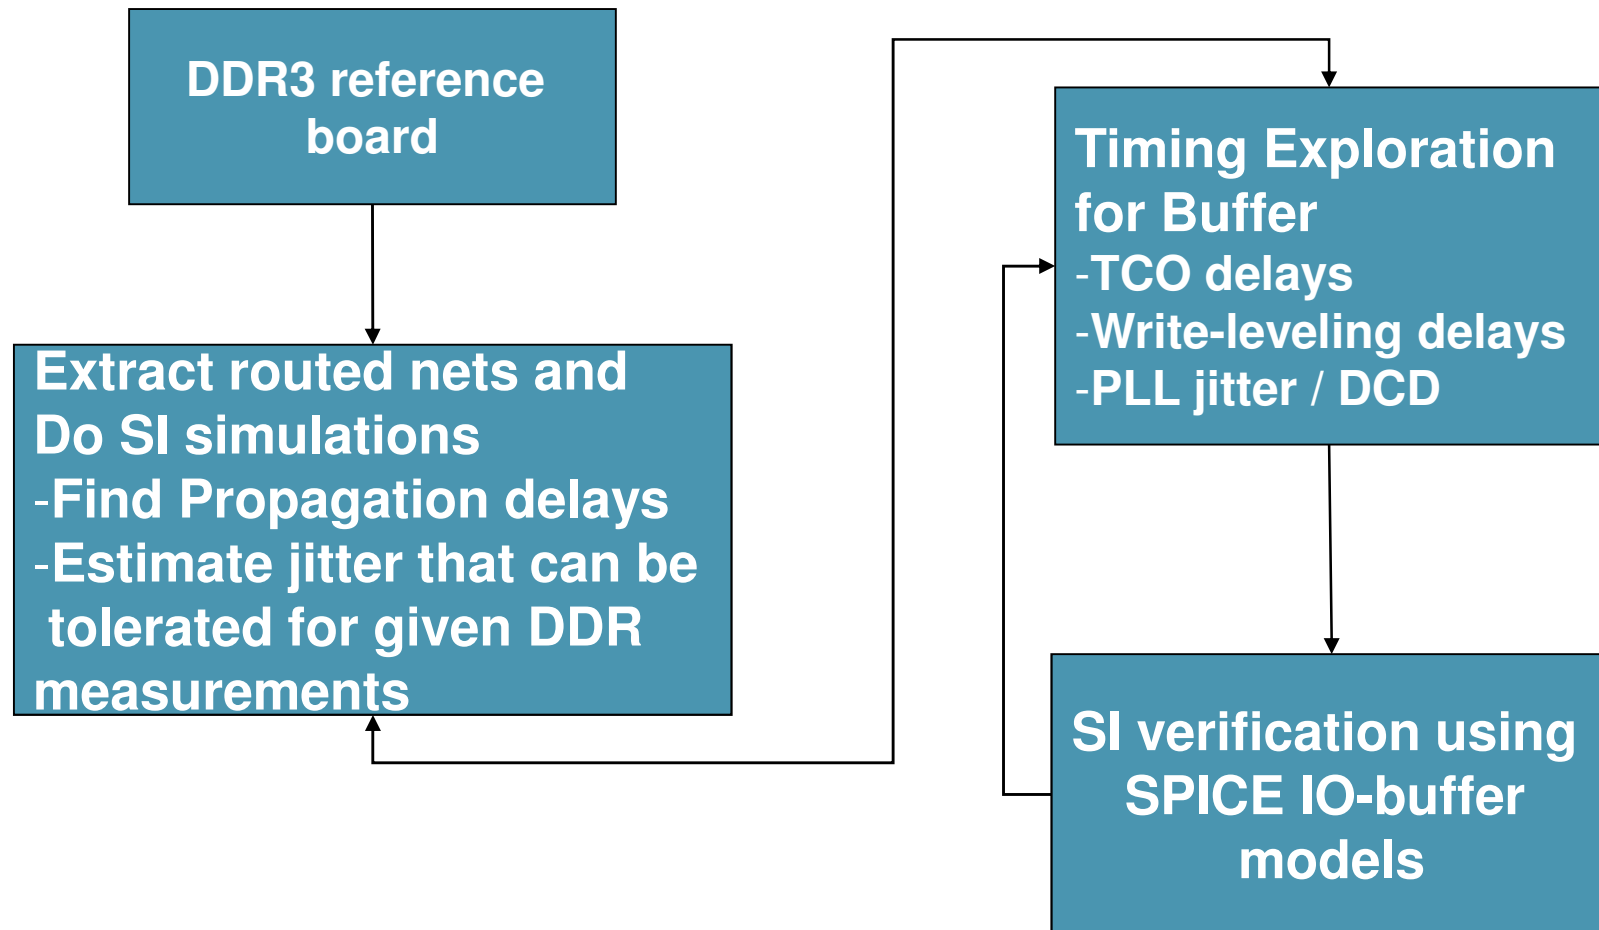 DDR3 reference
board
Extract routed nets and
Do SI simulations
-Find Propagation delays
-Estimate jitter that can be
tolerated for given DDR
measurements
Timing Exploration
for Buffer
-TCO delays
-Write-leveling delays
-PLL jitter / DCD
SI verification using
SPICE IO-buffer
models